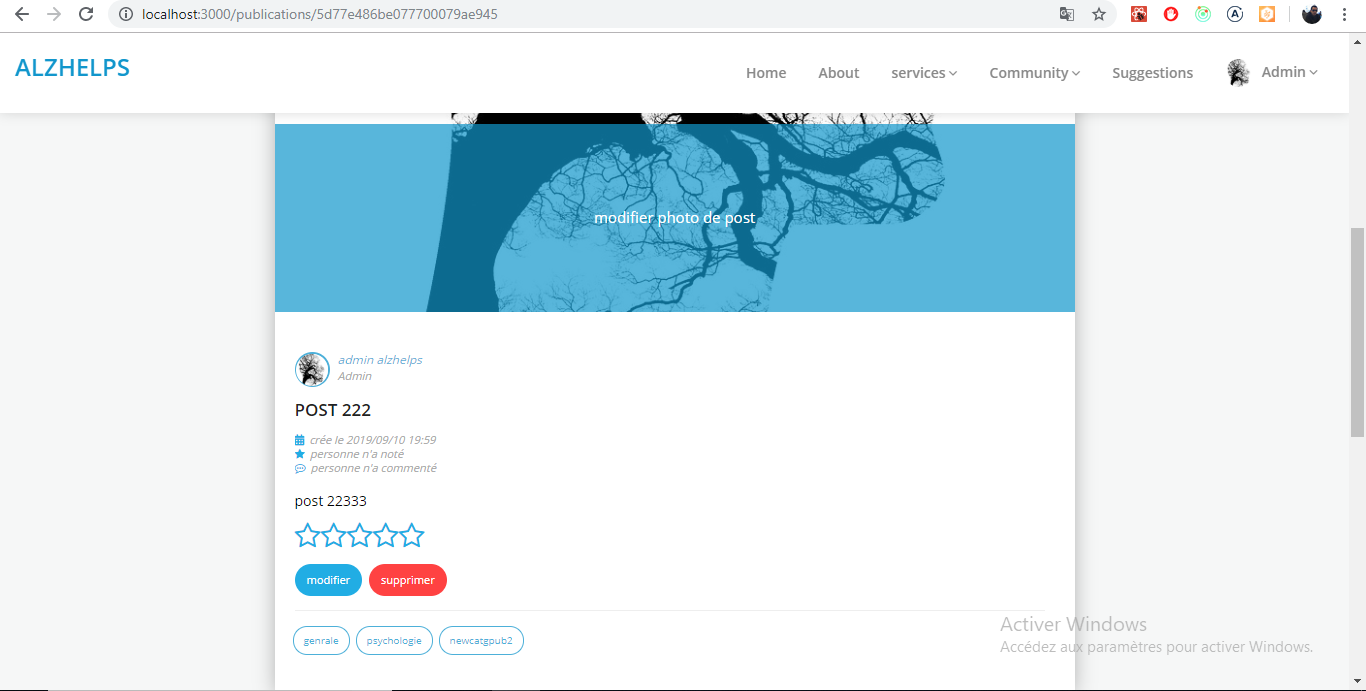 localhost:3000/publications/5d77e486be077700079ae945
ALZHELPS
Home About services Community Suggestions Admin
modifier photo de post
admin alzhelps
Admin
POST 222
crée le 2019/09/10 19:59
personne n'a noté
personne n'a commenté
post 22333
modifier supprimer
genrale psychologie newcatgpub2
Activer Windows
Accédez aux paramètres pour activer Windows.